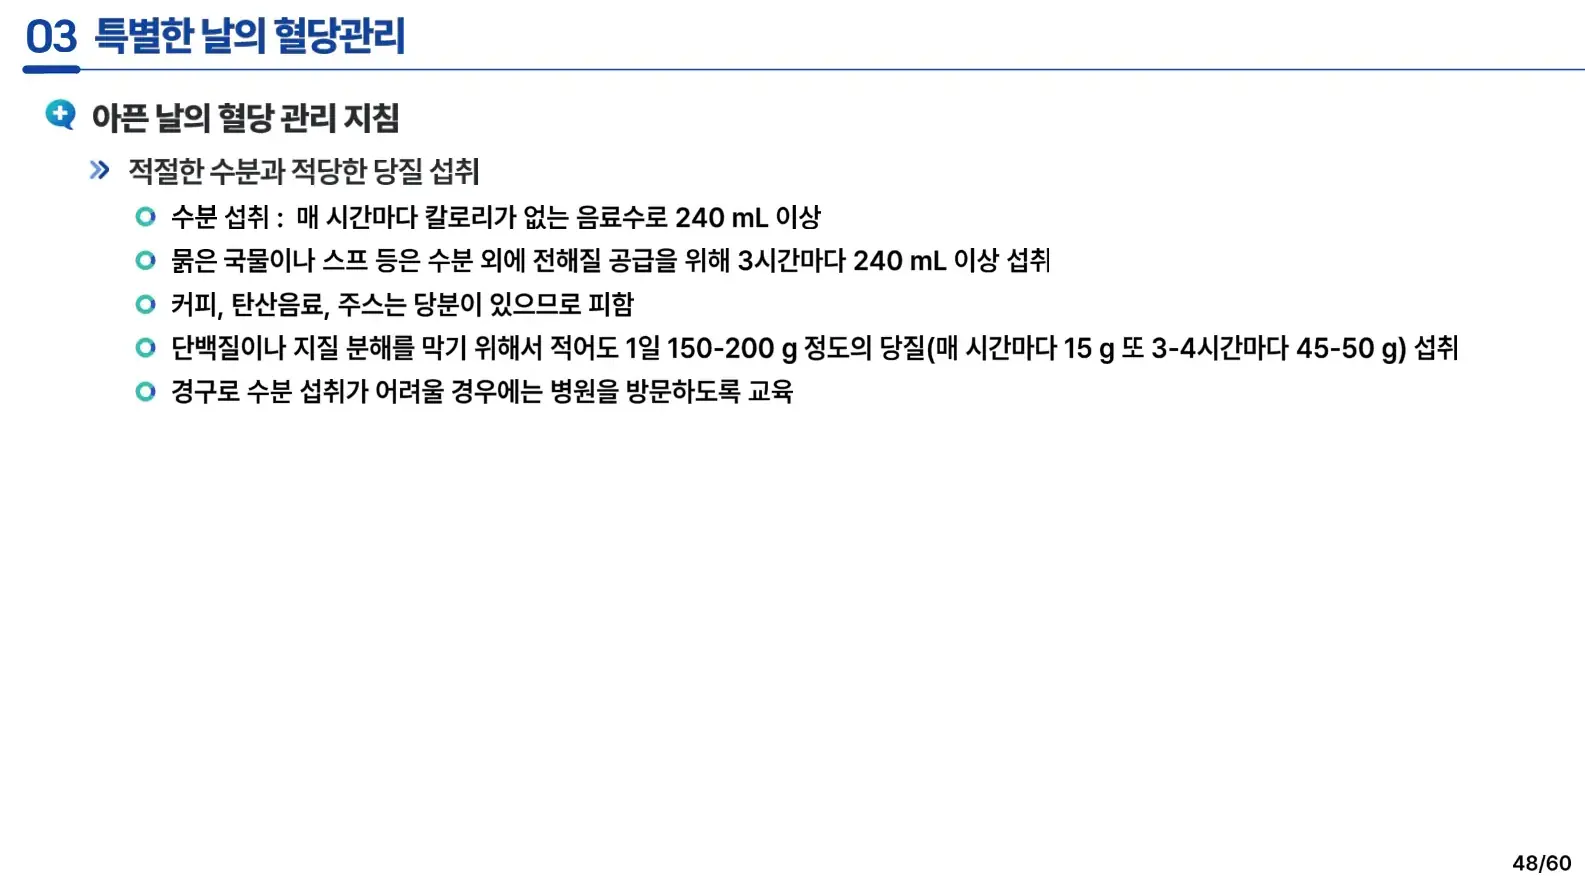 03 특별한 날의 혈당관리
아픈 날의 혈당 관리 지침
적절한 수분과 적당한 당질 섭취
수분 섭취 : 매 시간마다 칼로리가 없는 음료수로 240 mL 이상
묽은 국물이나 스프 등은 수분 외에 전해질 공급을 위해 3시간마다 240 mL 이상 섭취
커피, 탄산음료, 주스는 당분이 있으므로 피함
단백질이나 지질 분해를 막기 위해서 적어도 1일 150-200 g 정도의 당질(매 시간마다 15 g 또 3-4시간마다 45-50 g) 섭취
경구로 수분 섭취가 어려울 경우에는 병원을 방문하도록 교육
48/60